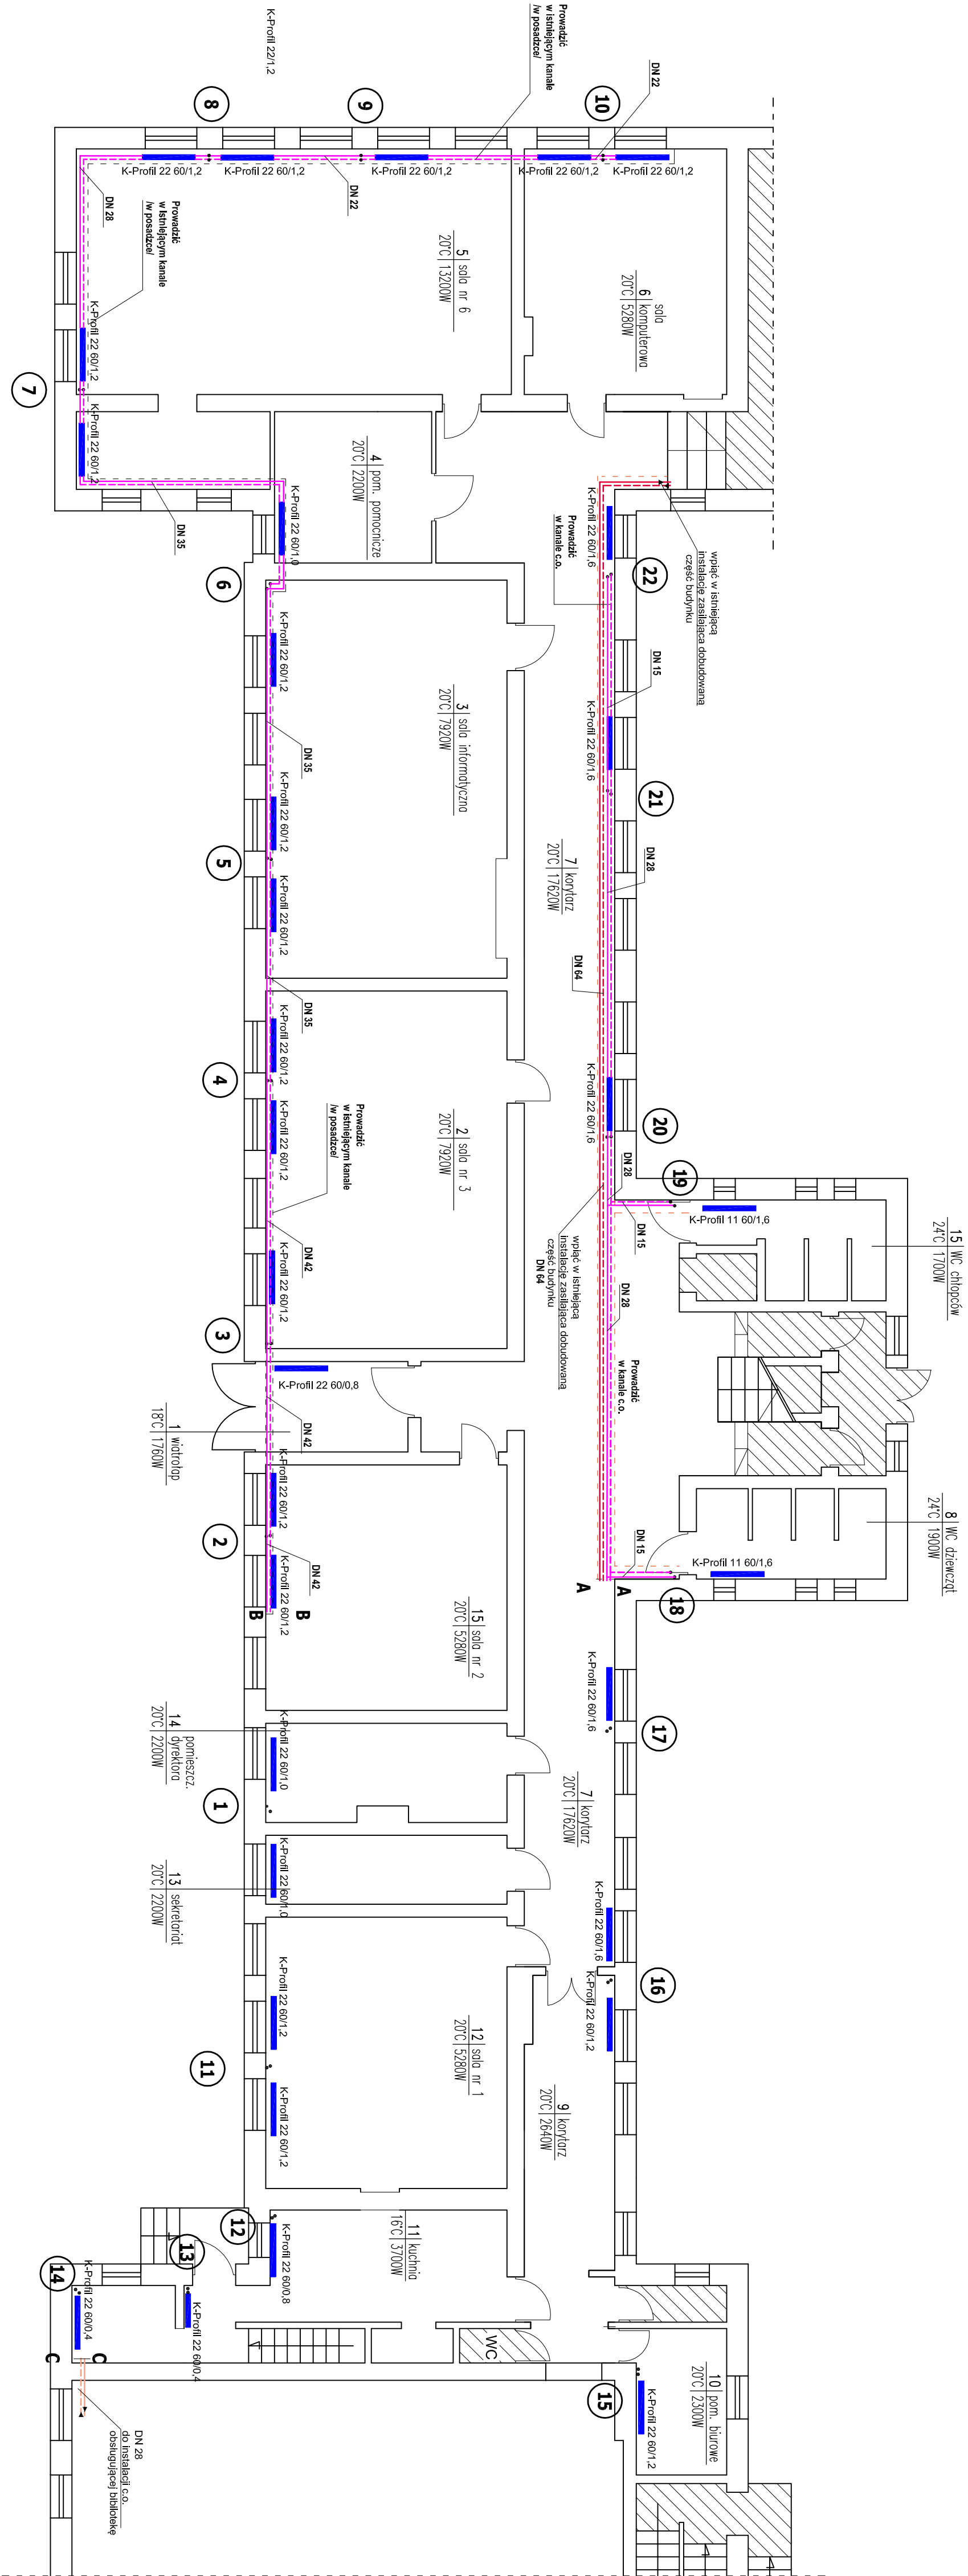 K-Profil 22/1,2
Prowadzić
w istniejącym kanale
/w posadzce/
DN 22
8
9
10
K-Profil 22 60/1,2
K-Profil 22 60/1,2
K-Profil 22 60/1,2
K-Profil 22 60/1,2
K-Profil 22 60/1,2
DN 28
DN 22
Prowadzić
w istniejącym kanale
/w posadzce/
5 sala nr 6
20°C 13200W
sala
6 komputerowa
20°C 5280W
K-Profil 22 60/1,2
7
K-Profil 22 60/1,2
4 pom. pomocnicze
20°C 2200W
K-Profil 22 60/1,0
DN 35
K-Profil 22 60/1,6
Prowadzić
w kanale c.o.
wpiąć w istniejącą
instalację zasilająca dobudowaną
część budynku
6
22
K-Profil 22 60/1,2
DN 15
3 sala informatyczna
20°C 7920W
DN 35
K-Profil 22 60/1,6
K-Profil 22 60/1,2
21
5
K-Profil 22 60/1,2
7 korytarz
20°C 17620W
DN 28
DN 64
DN 35
K-Profil 22 60/1,2
4
K-Profil 22 60/1,2
Prowadzić
w istniejącym kanale
/w posadzce/
2 sala nr 3
20°C 7920W
K-Profil 22 60/1,6
20
19
DN 28
DN 15
K-Profil 11 60/1,6
15 WC chłopców
24°C 1700W
DN 42
K-Profil 22 60/1,2
wpiąć w istniejącą
instalację zasilająca dobudowaną
część budynku
DN 64
DN 28
3
K-Profil 22 60/0,8
Prowadzić
w kanale c.o.
DN 42
1 wiatrołap
18°C 1760W
K-Profil 22 60/1,2
2
DN 42
K-Profil 22 60/1,2
B
B
15 sala nr 2
20°C 5280W
8 WC dziewcząt
24°C 1900W
DN 15
K-Profil 11 60/1,6
A
A
18
K-Profil 22 60/1,6
17
pomieszcz.
14 dyrektora
20°C 2200W
K-Profil 22 60/1,0
1
7 korytarz
20°C 17620W
13 sekretariat
20°C 2200W
K-Profil 22 60/1,0
K-Profil 22 60/1,6
16
K-Profil 22 60/1,2
K-Profil 22 60/1,2
12 sala nr 1
20°C 5280W
11
K-Profil 22 60/1,2
9 korytarz
20°C 2640W
12
13
14
11 kuchnia
16°C 3700W
K-Profil 22 60/0,8
K-Profil 22 60/0,4
K-Profil 22 60/0,4
C
C
WC
15
10 pom. biurowe
20°C 2300W
K-Profil 22 60/1,2
DN 28
do instalacji c.o.
obsługującej bibliotekę